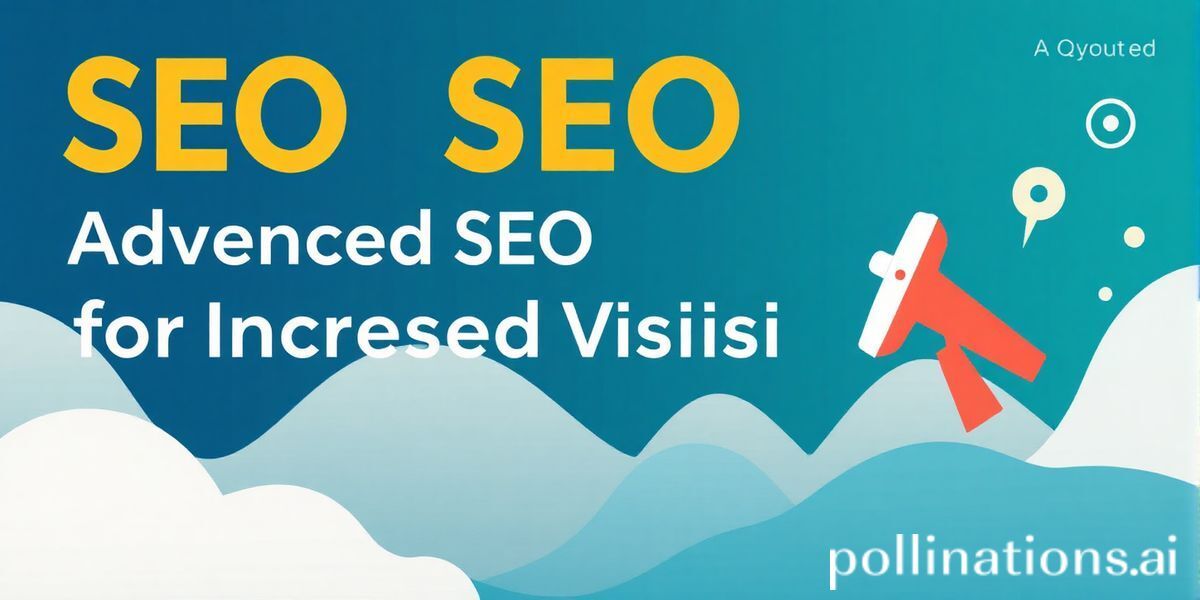 A Qyouted
SEO SEO
Advenced SEO
for Incresed Visiisi
pollinations.ai